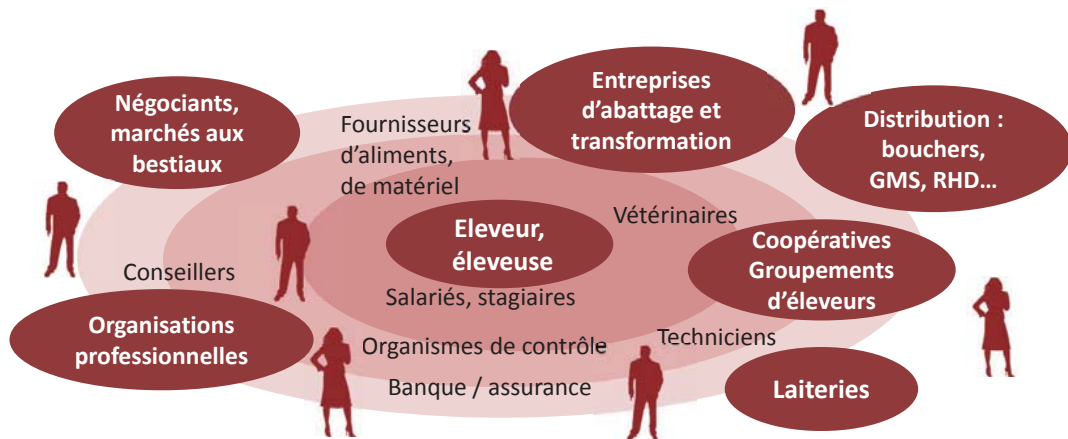 Négociants,
marchés aux
bestiaux
Fournisseurs
d'aliments,
de matériel
Entreprises
d'abattage et
transformation
Distribution :
bouchers,
GMS, RHD…
Eleveur,
éleveuse
Vétérinaires
Coopératives
Groupements
d'éleveurs
Conseillers
Salariés, stagiaires
Organisations
professionnelles
Organismes de contrôle
Techniciens
Banque / assurance
Laiteries